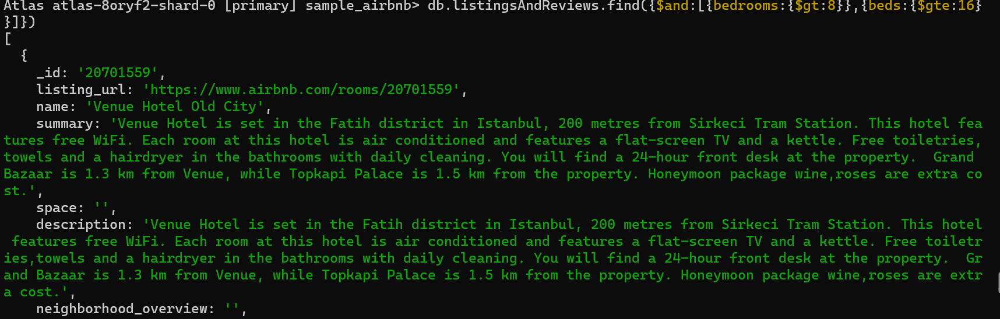 Atlas atlas-8oryf2-shard-0 [primary] sample_airbnb> db.listingsAndReviews.find({$and:[{bedrooms:{$gt:8}},{beds:{$gte:16}
}]})
[
  {
    _id: '20701559',
    listing_url: 'https://www.airbnb.com/rooms/20701559',
    name: 'Venue Hotel Old City',
    summary: 'Venue Hotel is set in the Fatih district in Istanbul, 200 metres from Sirkeci Tram Station. This hotel fea
tures free WiFi. Each room at this hotel is air conditioned and features a flat-screen TV and a kettle. Free toiletries,
towels and a hairdryer in the bathrooms with daily cleaning. You will find a 24-hour front desk at the property.  Grand
Bazaar is 1.3 km from Venue, while Topkapi Palace is 1.5 km from the property. Honeymoon package wine,roses are extra co
st.',
    space: '',
    description: 'Venue Hotel is set in the Fatih district in Istanbul, 200 metres from Sirkeci Tram Station. This hotel
 features free WiFi. Each room at this hotel is air conditioned and features a flat-screen TV and a kettle. Free toiletr
ies,towels and a hairdryer in the bathrooms with daily cleaning. You will find a 24-hour front desk at the property.  Gr
and Bazaar is 1.3 km from Venue, while Topkapi Palace is 1.5 km from the property. Honeymoon package wine,roses are extr
a cost.',
    neighborhood_overview: '',